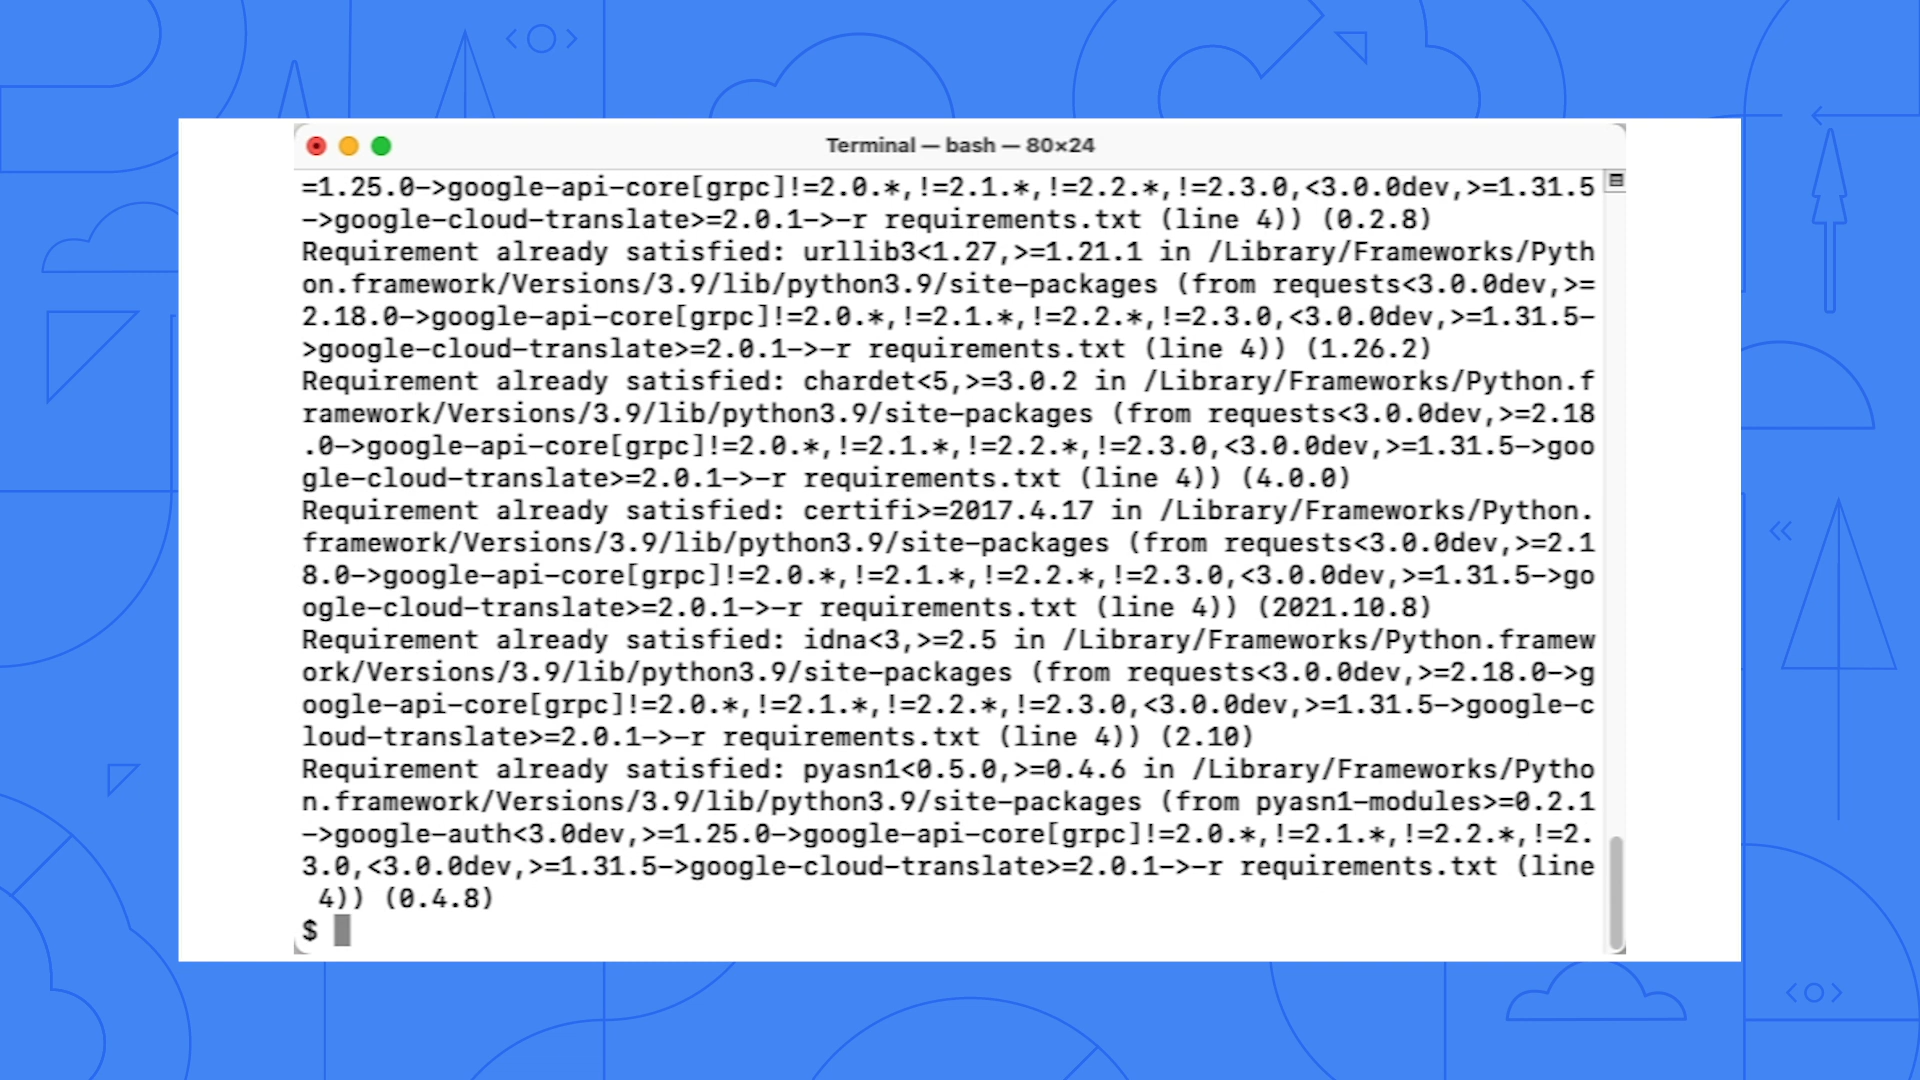 Terminal — bash — 80×24
=1.25.0->google-api-core[grpc]!=2.0.*,!=2.1.*,!=2.2.*,!=2.3.0,<3.0.0dev,>=1.31.5
->google-cloud-translate>=2.0.1->-r requirements.txt (line 4)) (0.2.8)
Requirement already satisfied: urllib3<1.27,>=1.21.1 in /Library/Frameworks/Pyth
on.framework/Versions/3.9/lib/python3.9/site-packages (from requests<3.0.0dev,>=
2.18.0->google-api-core[grpc]!=2.0.*,!=2.1.*,!=2.2.*,!=2.3.0,<3.0.0dev,>=1.31.5-
>google-cloud-translate>=2.0.1->-r requirements.txt (line 4)) (1.26.2)
Requirement already satisfied: chardet<5,>=3.0.2 in /Library/Frameworks/Python.f
ramework/Versions/3.9/lib/python3.9/site-packages (from requests<3.0.0dev,>=2.18
.0->google-api-core[grpc]!=2.0.*,!=2.1.*,!=2.2.*,!=2.3.0,<3.0.0dev,>=1.31.5->goo
gle-cloud-translate>=2.0.1->-r requirements.txt (line 4)) (4.0.0)
Requirement already satisfied: certifi>=2017.4.17 in /Library/Frameworks/Python.
framework/Versions/3.9/lib/python3.9/site-packages (from requests<3.0.0dev,>=2.1
8.0->google-api-core[grpc]!=2.0.*,!=2.1.*,!=2.2.*,!=2.3.0,<3.0.0dev,>=1.31.5->go
ogle-cloud-translate>=2.0.1->-r requirements.txt (line 4)) (2021.10.8)
Requirement already satisfied: idna<3,>=2.5 in /Library/Frameworks/Python.framew
ork/Versions/3.9/lib/python3.9/site-packages (from requests<3.0.0dev,>=2.18.0->g
oogle-api-core[grpc]!=2.0.*,!=2.1.*,!=2.2.*,!=2.3.0,<3.0.0dev,>=1.31.5->google-c
loud-translate>=2.0.1->-r requirements.txt (line 4)) (2.10)
Requirement already satisfied: pyasn1<0.5.0,>=0.4.6 in /Library/Frameworks/Pytho
n.framework/Versions/3.9/lib/python3.9/site-packages (from pyasn1-modules>=0.2.1
->google-auth<3.0dev,>=1.25.0->google-api-core[grpc]!=2.0.*,!=2.1.*,!=2.2.*,!=2.
3.0,<3.0.0dev,>=1.31.5->google-cloud-translate>=2.0.1->-r requirements.txt (line
 4)) (0.4.8)
$